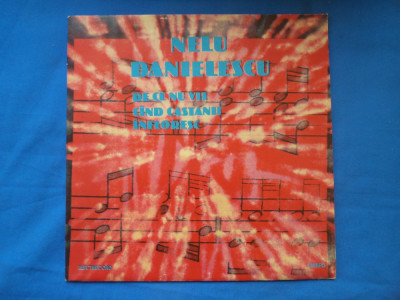 NELU
DANIELESCU
DE CE NU VII
CÎND CASTANII
ÎNFLORESC